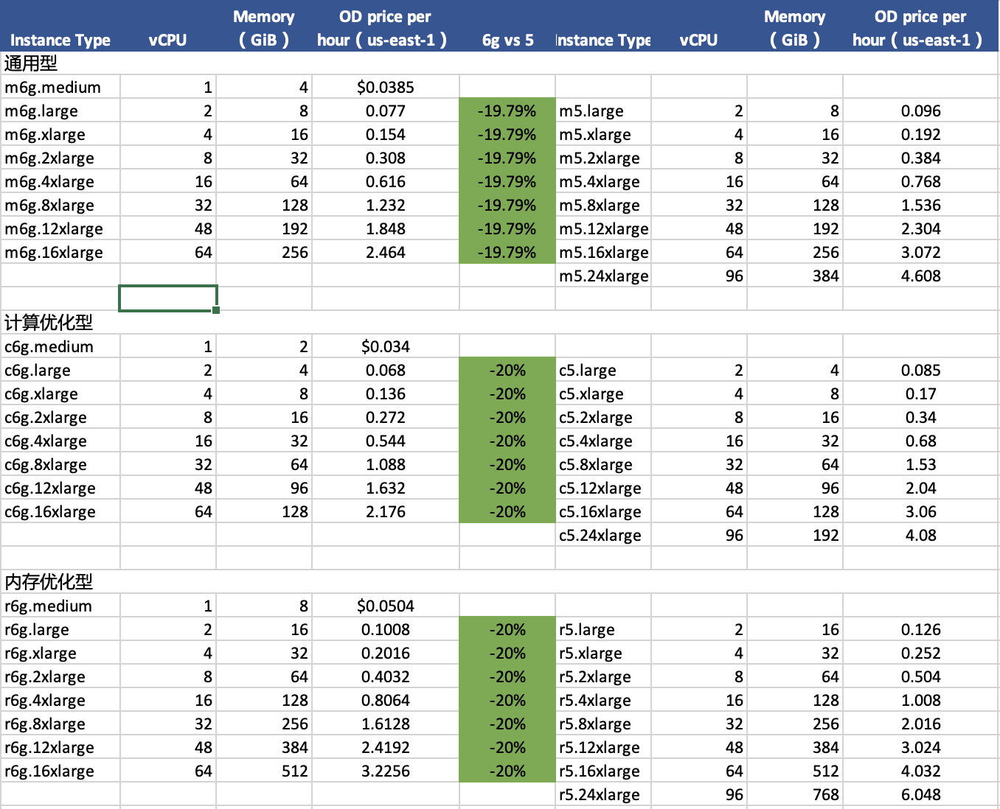 Instance Type vCPU Memory (GiB) OD price per hour (us-east-1) 6g vs 5 Instance Type vCPU Memory (GiB) OD price per hour (us-east-1)
通用型
m6g.medium 1 4 $0.0385
m6g.large 2 8 0.077 -19.79% m5.large 2 8 0.096
m6g.xlarge 4 16 0.154 -19.79% m5.xlarge 4 16 0.192
m6g.2xlarge 8 32 0.308 -19.79% m5.2xlarge 8 32 0.384
m6g.4xlarge 16 64 0.616 -19.79% m5.4xlarge 16 64 0.768
m6g.8xlarge 32 128 1.232 -19.79% m5.8xlarge 32 128 1.536
m6g.12xlarge 48 192 1.848 -19.79% m5.12xlarge 48 192 2.304
m6g.16xlarge 64 256 2.464 -19.79% m5.16xlarge 64 256 3.072
m5.24xlarge 96 384 4.608
计算优化型
c6g.medium 1 2 $0.034
c6g.large 2 4 0.068 -20% c5.large 2 4 0.085
c6g.xlarge 4 8 0.136 -20% c5.xlarge 4 8 0.17
c6g.2xlarge 8 16 0.272 -20% c5.2xlarge 8 16 0.34
c6g.4xlarge 16 32 0.544 -20% c5.4xlarge 16 32 0.68
c6g.8xlarge 32 64 1.088 -20% c5.8xlarge 32 64 1.53
c6g.12xlarge 48 96 1.632 -20% c5.12xlarge 48 96 2.04
c6g.16xlarge 64 128 2.176 -20% c5.16xlarge 64 128 3.06
c5.24xlarge 96 192 4.08
内存优化型
r6g.medium 1 8 $0.0504
r6g.large 2 16 0.1008 -20% r5.large 2 16 0.126
r6g.xlarge 4 32 0.2016 -20% r5.xlarge 4 32 0.252
r6g.2xlarge 8 64 0.4032 -20% r5.2xlarge 8 64 0.504
r6g.4xlarge 16 128 0.8064 -20% r5.4xlarge 16 128 1.008
r6g.8xlarge 32 256 1.6128 -20% r5.8xlarge 32 256 2.016
r6g.12xlarge 48 384 2.4192 -20% r5.12xlarge 48 384 3.024
r6g.16xlarge 64 512 3.2256 -20% r5.16xlarge 64 512 4.032
r5.24xlarge 96 768 6.048